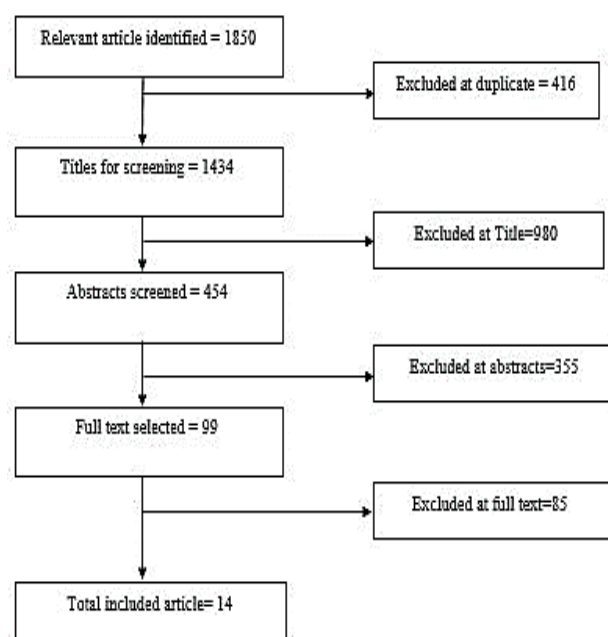 Relevant article identified = 1850
Excluded at duplicate = 416
Titles for screening = 1434
Excluded at Title=980
Abstracts screened = 454
Excluded at abstracts=355
Full text selected = 99
Excluded at full text=85
Total included article= 14